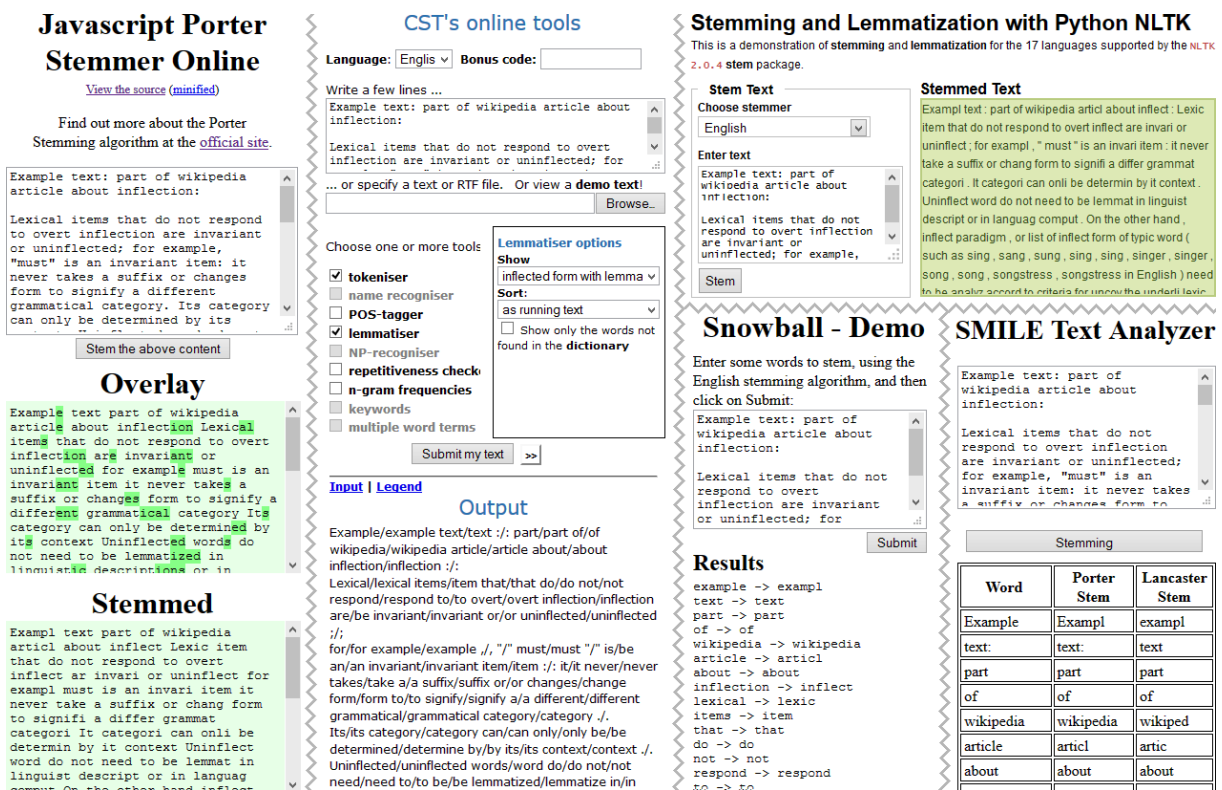 Javascript Porter
Stemmer Online
View the source (minified)
Find out more about the Porter
Stemming algorithm at the official site.
Example text: part of wikipedia
article about inflection:
Lexical items that do not respond
to overt inflection are invariant
or uninflected; for example,
"must" is an invariant item: it
never takes a suffix or changes
form to signify a different
grammatical category. Its category
can only be determined by its
Stem the above content
Overlay
Example text part of wikipedia
article about inflection Lexical
items that do not respond to overt
inflection are invariant or
uninflected for example must is an
invariant item it never takes a
suffix or changes form to signify a
different grammatical category Its
category can only be determined by
its context Uninflected words do
not need to be lemmatized in
linguistic descriptions or in
Stemmed
Exampl text part of wikipedia
articl about inflect Lexic item
that do not respond to overt
inflect ar invari or uninflect for
exampl must is an invari item it
never take a suffix or chang form
to signifi a differ grammat
categori It categori can onli be
determin by it context Uninflect
word do not need to be lemmat in
linguist descript or in languag
comput On the other hand inflect
CST's online tools
Language: Englis Bonus code:
Write a few lines ...
Example text: part of wikipedia article about
inflection:
Lexical items that do not respond to overt
inflection are invariant or uninflected; for
... or specify a text or RTF file. Or view a demo text!
Browse..
Choose one or more tools
tokeniser
name recogniser
POS-tagger
lemmatiser
NP-recogniser
repetitiveness check
n-gram frequencies
keywords
multiple word terms
Lemmatiser options
Show
inflected form with lemma
Sort:
as running text
Show only the words not
found in the dictionary
Submit my text >>
Input | Legend
Output
Example/example text/text :/: part/part of/of
wikipedia/wikipedia article/article about/about
inflection/inflection :/:
Lexical/lexical items/item that/that do/do not/not
respond/respond to/to overt/overt inflection/inflection
are/be invariant/invariant or/or uninflected/uninflected
;/;
for/for example/example ,/, "/" must/must "/" is/be
an/an invariant/invariant item/item :/: it/it never/never
takes/take a/a suffix/suffix or/or changes/change
form/form to/to signify/signify a/a different/different
grammatical/grammatical category/category ./.
Its/its category/category can/can only/only be/be
determined/determine by/by its/its context/context ./.
Uninflected/uninflected words/word do/do not/not
need/need to/to be/be lemmatized/lemmatize in/in
Stemming and Lemmatization with Python NLTK
This is a demonstration of stemming and lemmatization for the 17 languages supported by the NLTK
2.0.4 stem package.
Stem Text
Choose stemmer
English
Enter text
Example text: part of
wikipedia article about
inflection:
Lexical items that do not
respond to overt inflection
are invariant or
uninflected; for example,
Stem
Stemmed Text
Exampl text : part of wikipedia articl about inflect : Lexic
item that do not respond to overt inflect are invari or
uninflect ; for exampl , " must " is an invari item : it never
take a suffix or chang form to signifi a differ grammat
categori . It categori can onli be determin by it context .
Uninflect word do not need to be lemmat in linguist
descript or in languag comput . On the other hand ,
inflect paradigm , or list of inflect form of typic word (
such as sing , sang , sung , sing , sing , singer , singer ,
song , song , songstress , songstress in English ) need
to be analyz accord to criteria for uncov the underli lexic
Snowball - Demo
Enter some words to stem, using the
English stemming algorithm, and then
click on Submit:
Example text: part of
wikipedia article about
inflection:
Lexical items that do not
respond to overt
inflection are invariant
or uninflected; for
Submit
Results
example -> exampl
text -> text
part -> part
of -> of
wikipedia -> wikipedia
article -> articl
about -> about
inflection -> inflect
lexical -> lexic
items -> item
that -> that
do -> do
not -> not
respond -> respond
to -> to
SMILE Text Analyzer
Example text: part of
wikipedia article about
inflection:
Lexical items that do not
respond to overt inflection
are invariant or uninflected;
for example, "must" is an
invariant item: it never takes
a suffix or changes form to
Stemming
Word Porter Stem Lancaster Stem
Example Exampl exampl
text: text: text
part part part
of of of
wikipedia wikipedia wikiped
article articl artic
about about about